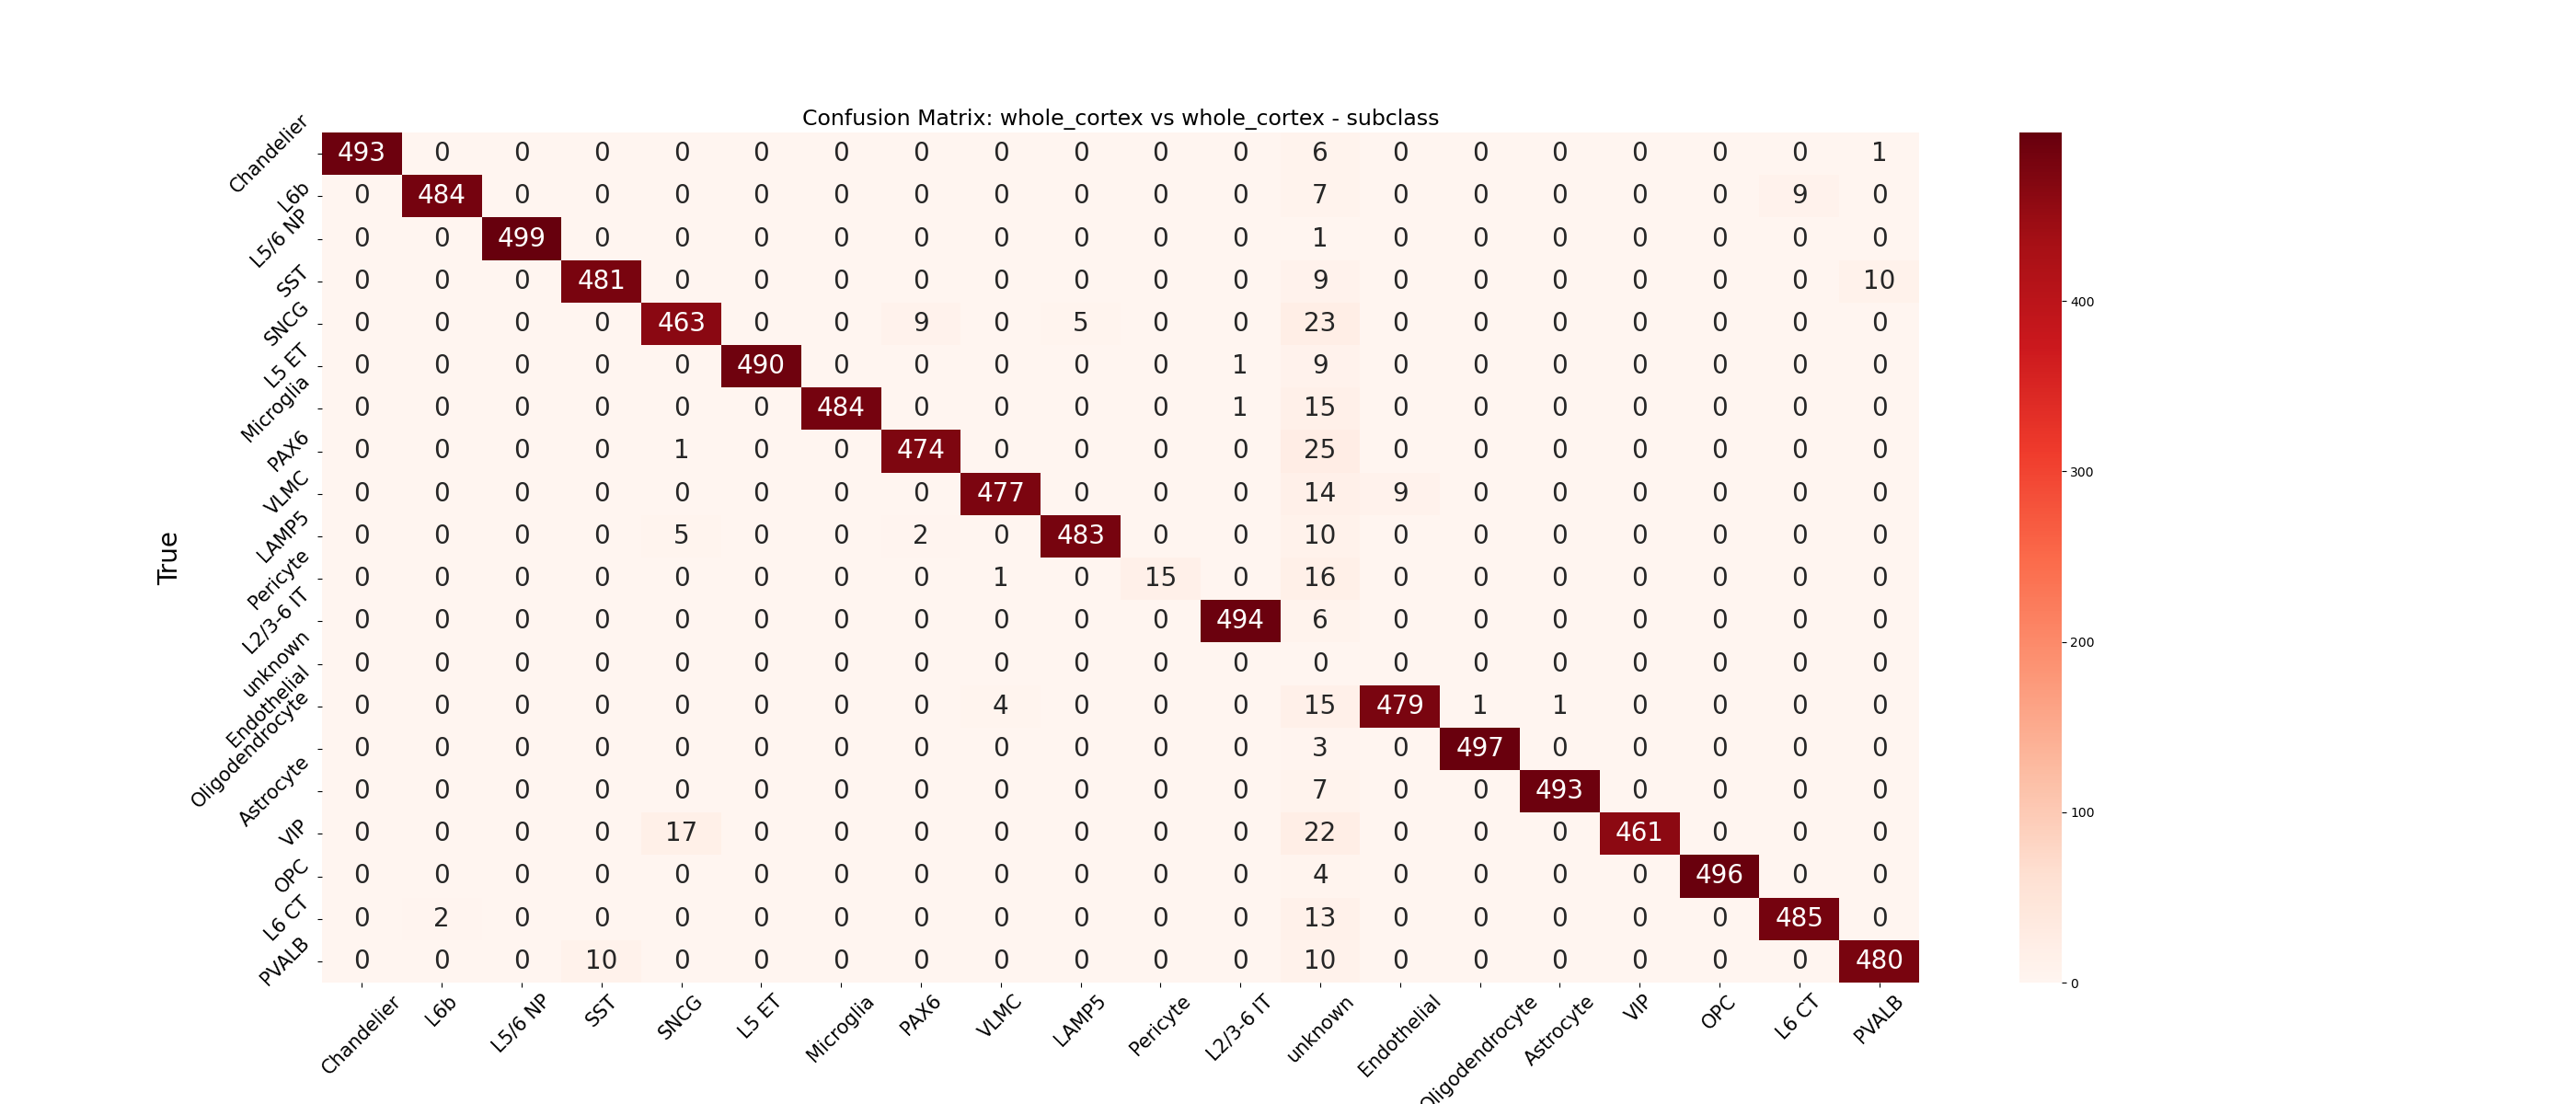 Confusion Matrix: whole_cortex vs whole_cortex - subclass
True
Chandelier 493 0 0 0 0 0 0 0 0 0 0 0 6 0 0 0 0 0 0 1
L6b 0 484 0 0 0 0 0 0 0 0 0 0 7 0 0 0 0 0 9 0
L5/6 NP 0 0 499 0 0 0 0 0 0 0 0 0 1 0 0 0 0 0 0 0
SST 0 0 0 481 0 0 0 0 0 0 0 0 9 0 0 0 0 0 0 10
SNCG 0 0 0 0 463 0 0 9 0 5 0 0 23 0 0 0 0 0 0 0
L5 ET 0 0 0 0 0 490 0 0 0 0 0 1 9 0 0 0 0 0 0 0
Microglia 0 0 0 0 0 0 484 0 0 0 0 1 15 0 0 0 0 0 0 0
PAX6 0 0 0 0 1 0 0 474 0 0 0 0 25 0 0 0 0 0 0 0
VLMC 0 0 0 0 0 0 0 0 477 0 0 0 14 9 0 0 0 0 0 0
LAMP5 0 0 0 0 5 0 0 2 0 483 0 0 10 0 0 0 0 0 0 0
Pericyte 0 0 0 0 0 0 0 0 1 0 15 0 16 0 0 0 0 0 0 0
L2/3-6 IT 0 0 0 0 0 0 0 0 0 0 0 494 6 0 0 0 0 0 0 0
unknown 0 0 0 0 0 0 0 0 0 0 0 0 0 0 0 0 0 0 0 0
Endothelial 0 0 0 0 0 0 0 0 4 0 0 0 15 479 1 1 0 0 0 0
Oligodendrocyte 0 0 0 0 0 0 0 0 0 0 0 0 3 0 497 0 0 0 0 0
Astrocyte 0 0 0 0 0 0 0 0 0 0 0 0 7 0 0 493 0 0 0 0
VIP 0 0 0 0 17 0 0 0 0 0 0 0 22 0 0 0 461 0 0 0
OPC 0 0 0 0 0 0 0 0 0 0 0 0 4 0 0 0 0 496 0 0
L6 CT 0 2 0 0 0 0 0 0 0 0 0 0 13 0 0 0 0 0 485 0
PVALB 0 0 0 10 0 0 0 0 0 0 0 0 10 0 0 0 0 0 0 480
Chandelier L6b L5/6 NP SST SNCG L5 ET Microglia PAX6 VLMC LAMP5 Pericyte L2/3-6 IT unknown Endothelial Oligodendrocyte Astrocyte VIP OPC L6 CT PVALB
400
300
200
100
0